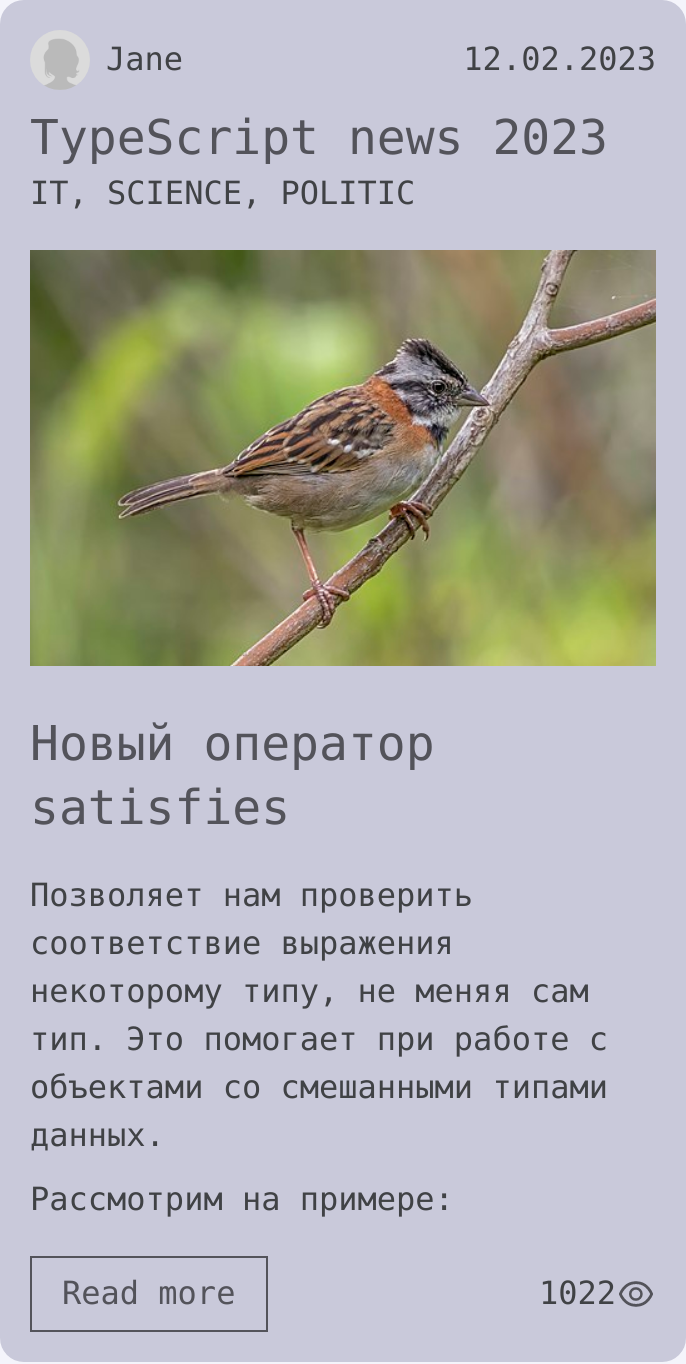 Jane 12.02.2023
TypeScript news 2023
IT, SCIENCE, POLITIC
Новый оператор
satisfies
Позволяет нам проверить
соответствие выражения
некоторому типу, не меняя сам
тип. Это помогает при работе с
объектами со смешанными типами
данных.
Рассмотрим на примере:
Read more 1022